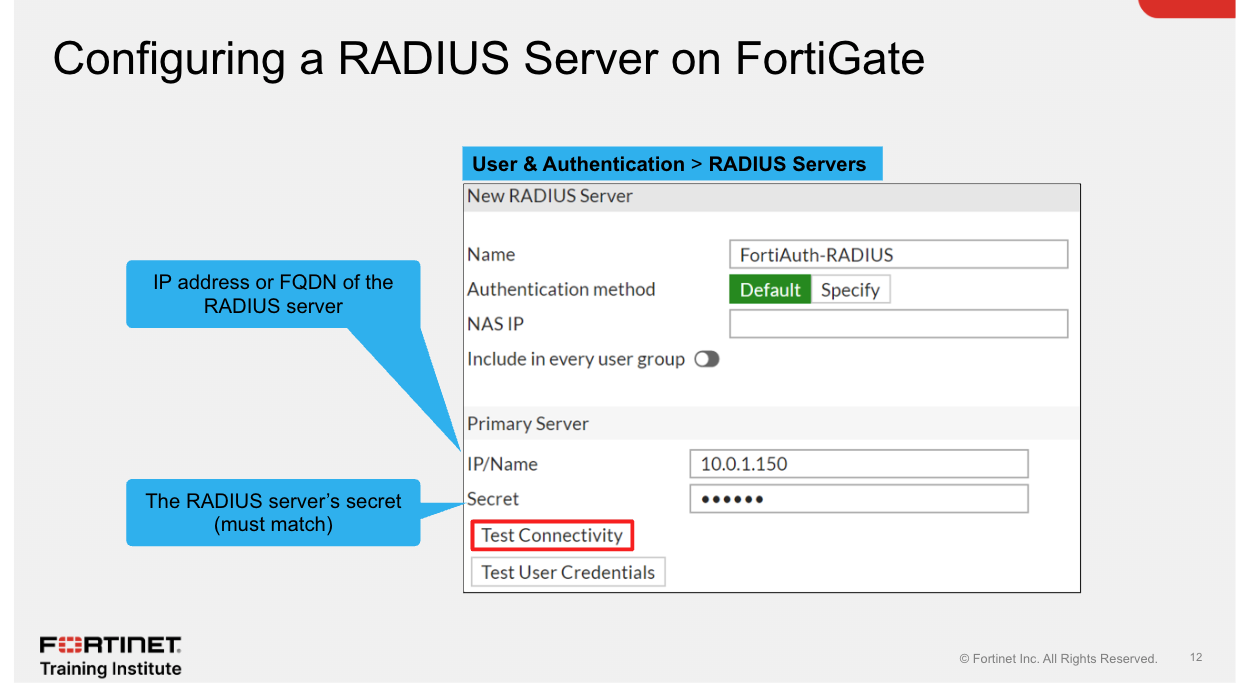 Configuring a RADIUS Server on FortiGate
User & Authentication > RADIUS Servers
New RADIUS Server
Name
FortiAuth-RADIUS
Authentication method
Default
Specify
NAS IP
Include in every user group
IP address or FQDN of the
RADIUS server
Primary Server
IP/Name
10.0.1.150
The RADIUS server’s secret
(must match)
Secret
••••••
Test Connectivity
Test User Credentials
FORTINET
Training Institute
© Fortinet Inc. All Rights Reserved.
12